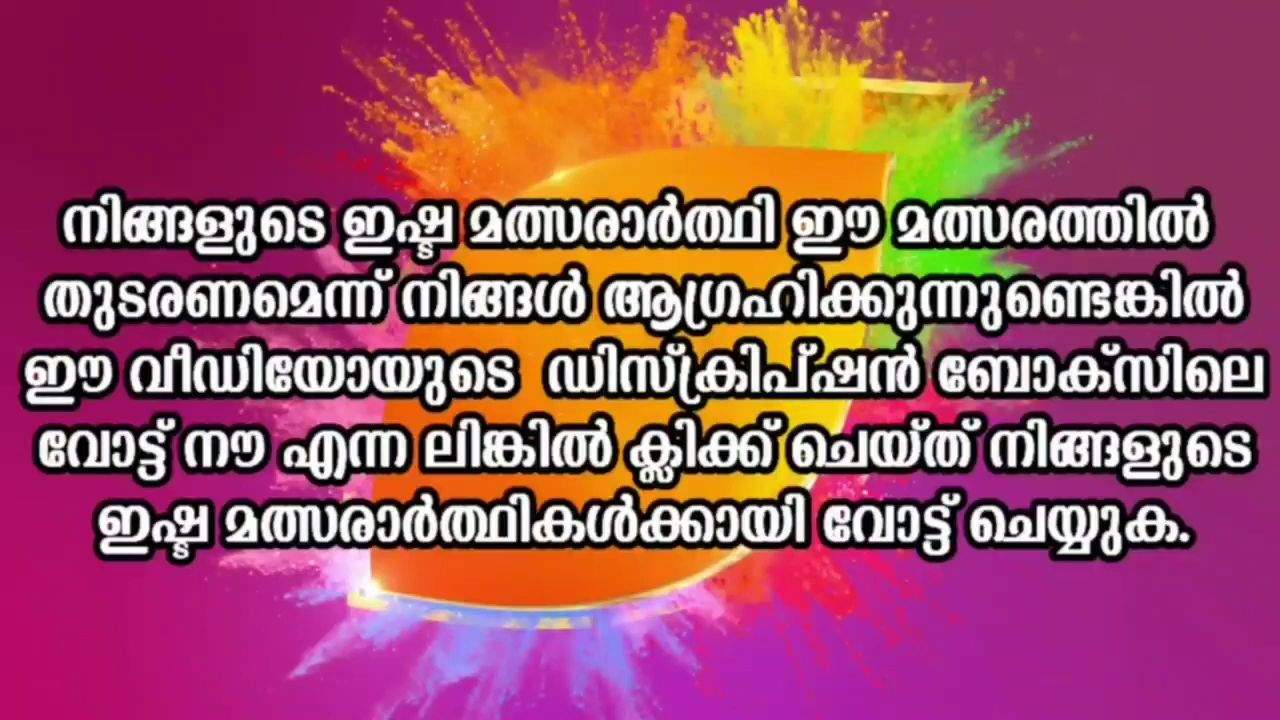 നിങ്ങളുടെ ഇഷ്ട മത്സരാർത്ഥി ഈ മത്സരത്തിൽ
തുടരണമെന്ന് നിങ്ങൾ ആഗ്രഹിക്കുന്നുണ്ടെങ്കിൽ
ഈ വീഡിയോയുടെ ഡിസ്ക്രിപ്ഷൻ ബോക്സിലെ
വോട്ട് നൗ എന്ന ലിങ്കിൽ ക്ലിക്ക് ചെയ്ത് നിങ്ങളുടെ
ഇഷ്ട മത്സരാർത്ഥികൾക്കായി വോട്ട് ചെയ്യുക.